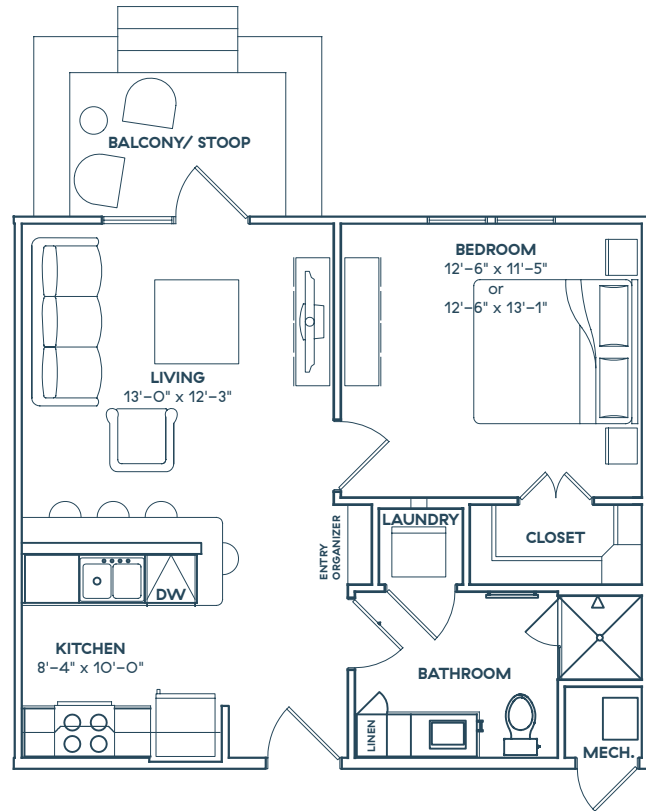 BALCONY/ STOOP
BEDROOM
12'-6" x 11'-5"
or
12'-6" x 13'-1"
LIVING
13'-0" x 12'-3"
ENTRY
ORGANIZER
LAUNDRY
CLOSET
DW
KITCHEN
8'-4" x 10'-0"
BATHROOM
LINEN
MECH.